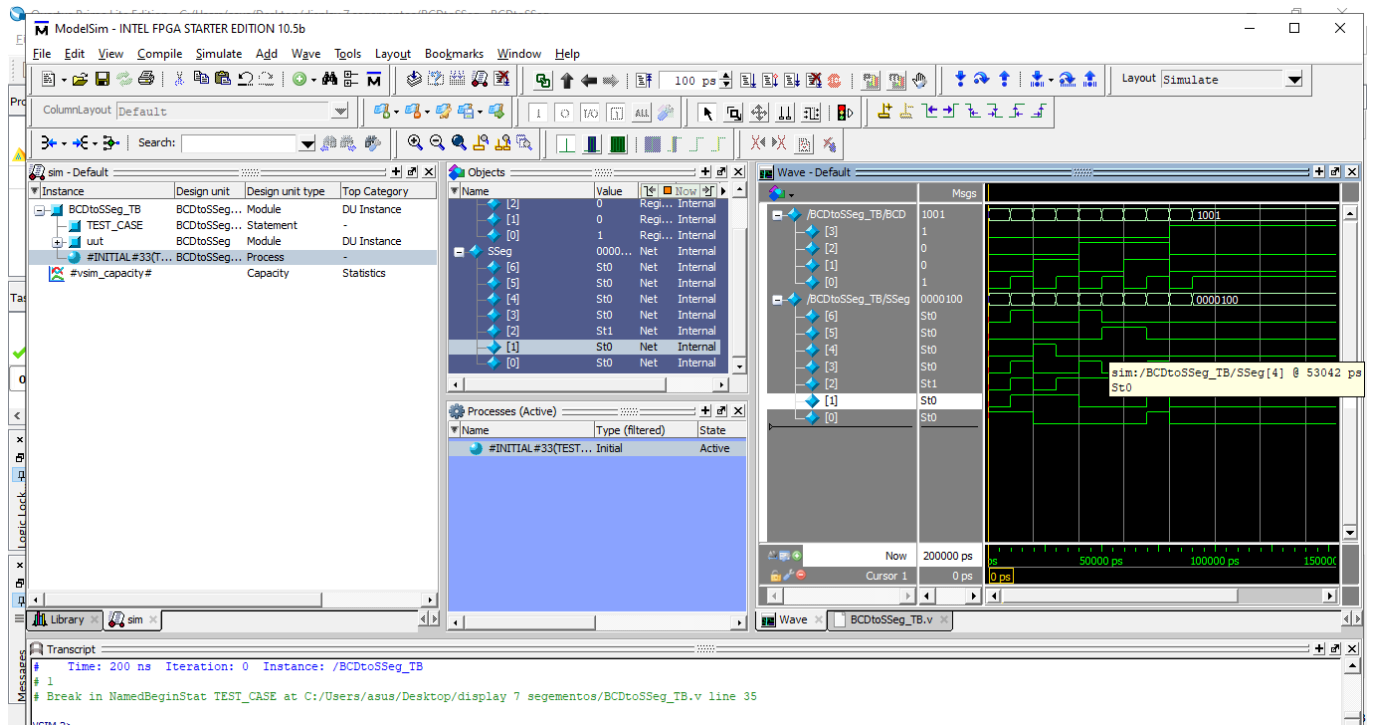 ModelSim - INTEL FPGA STARTER EDITION 10.5b
File Edit View Compile Simulate Add Wave Tools Layout Bookmarks Window Help
100 ps
Layout Simulate
ColumnLayout Default
Search:
sim - Default
Instance Design unit Design unit type Top Category
BCDtoSSeg_TB BCDtoSSeg... Module DU Instance
TEST_CASE BCDtoSSeg... Statement -
uut BCDtoSSeg Module DU Instance
#INITIAL#33(T... BCDtoSSeg... Process -
#vsim_capacity# Capacity Statistics
Library sim
Objects
Name Value Now
[2] 0 Regi... Internal
[1] 0 Regi... Internal
[0] 1 Regi... Internal
SSeg 0000... Net Internal
[6] St0 Net Internal
[5] St0 Net Internal
[4] St0 Net Internal
[3] St0 Net Internal
[2] St1 Net Internal
[1] St0 Net Internal
[0] St0 Net Internal
Processes (Active)
Name Type (filtered) State
#INITIAL#33(TEST... Initial Active
Wave - Default
Msgs
/BCDtoSSeg_TB/BCD 1001 1001
[3] 1
[2] 0
[1] 0
[0] 1
/BCDtoSSeg_TB/SSeg 0000100 0000100
[6] St0
[5] St0
[4] St0
[3] St0
[2] St1
[1] St0
[0] St0
sim:/BCDtoSSeg_TB/SSeg[4] @ 53042 ps
St0
Now 200000 ps ps 50000 ps 100000 ps 150000
Cursor 1 0 ps 0 ps
Wave BCDtoSSeg_TB.v
Transcript
# Time: 200 ns Iteration: 0 Instance: /BCDtoSSeg_TB
# 1
# Break in NamedBeginStat TEST_CASE at C:/Users/asus/Desktop/display 7 segementos/BCDtoSSeg_TB.v line 35